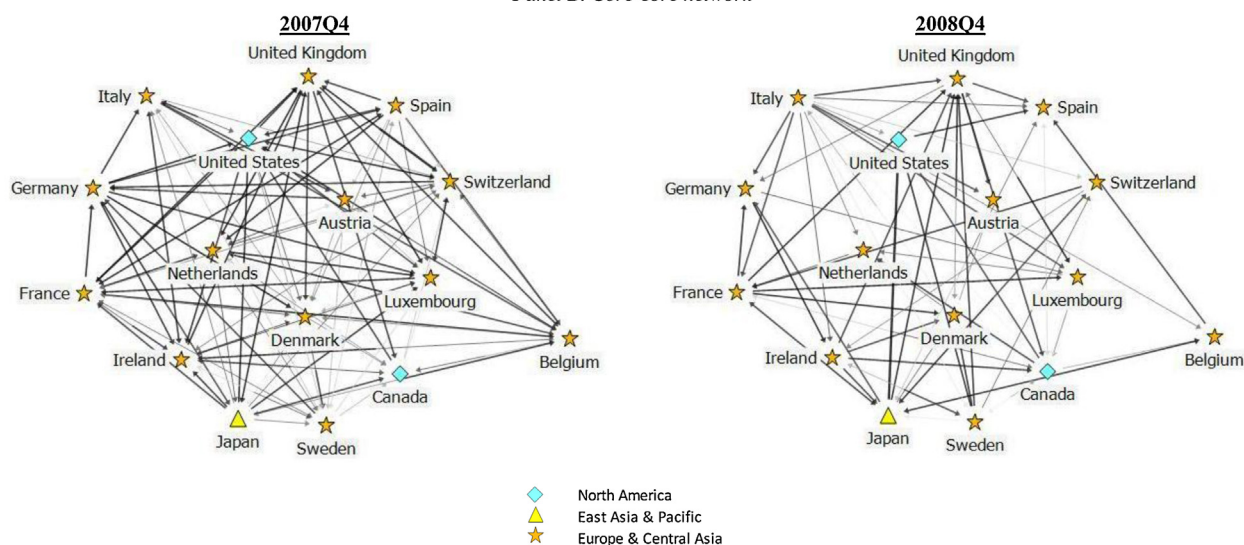 2007Q4
United Kingdom
Italy
Spain
United States
Germany
Switzerland
Austria
Netherlands
France
Luxembourg
Denmark
Belgium
Ireland
Canada
Japan
Sweden
2008Q4
United Kingdom
Italy
Spain
United States
Germany
Switzerland
Austria
Netherlands
France
Luxembourg
Denmark
Belgium
Ireland
Canada
Japan
Sweden
North America
East Asia & Pacific
Europe & Central Asia